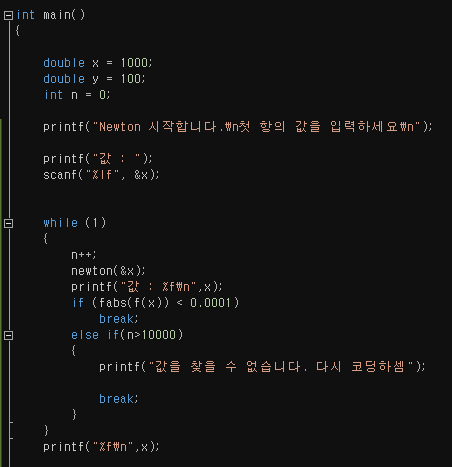 int main()
{
double x = 1000;
double y = 100;
int n = 0;
printf("Newton 시작합니다.₩n첫 항의 값을 입력하세요₩n");
printf("값 : ");
scanf("%lf", &x);
while (1)
{
n++;
newton(&x);
printf("값 : %f₩n",x);
if (fabs(f(x)) < 0.0001)
break;
else if(n>10000)
{
printf("값을 찾을 수 없습니다. 다시 코딩하셈");
break;
}
}
printf("%f₩n",x);